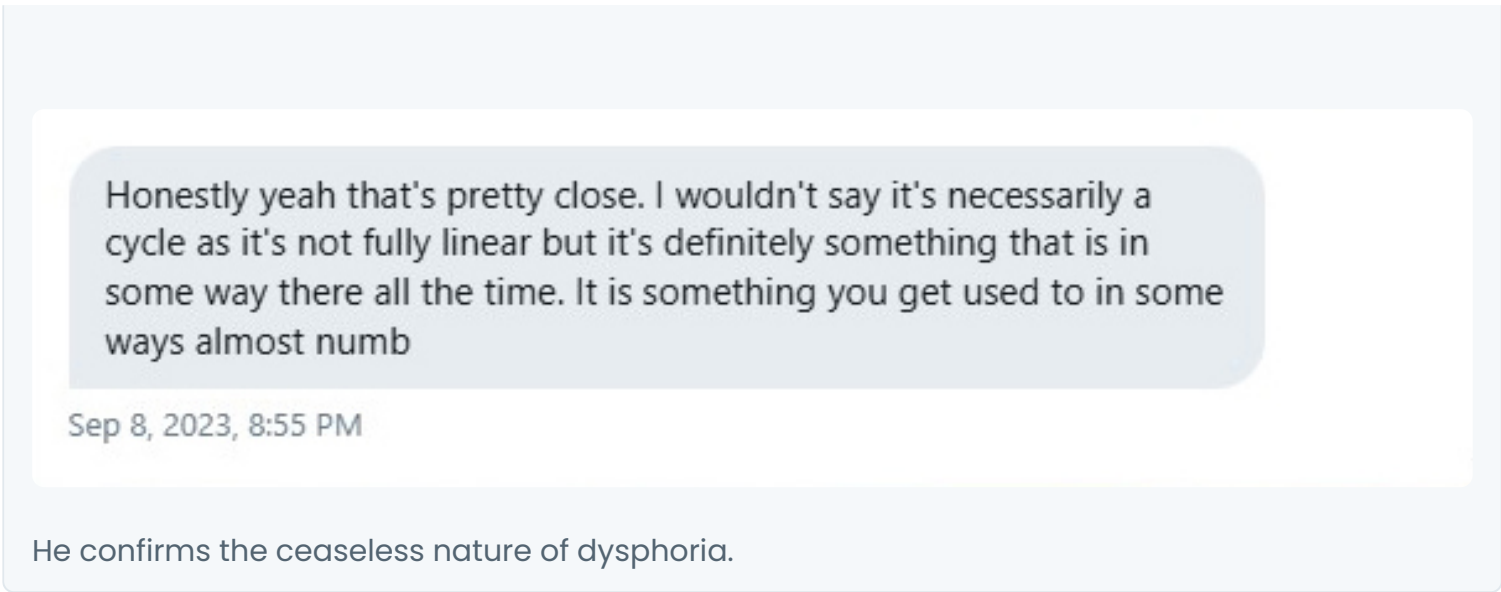 Honestly yeah that's pretty close. I wouldn't say it's necessarily a
cycle as it's not fully linear but it's definitely something that is in
some way there all the time. It is something you get used to in some
ways almost numb
Sep 8, 2023, 8:55 PM
He confirms the ceaseless nature of dysphoria.